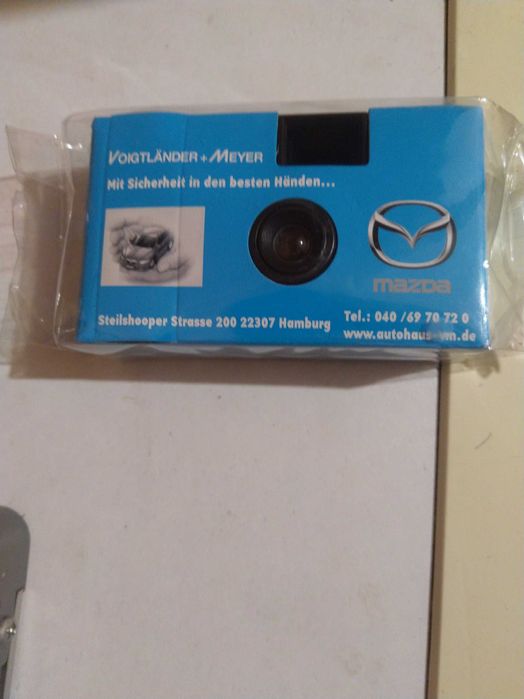 VOIGTLÄNDER + MEYER
Mit Sicherheit in den besten Händen...
mazda
Steilshooper Strasse 200 22307 Hamburg
Tel.: 040 /69 70 72 0
www.autohaus-vm.de